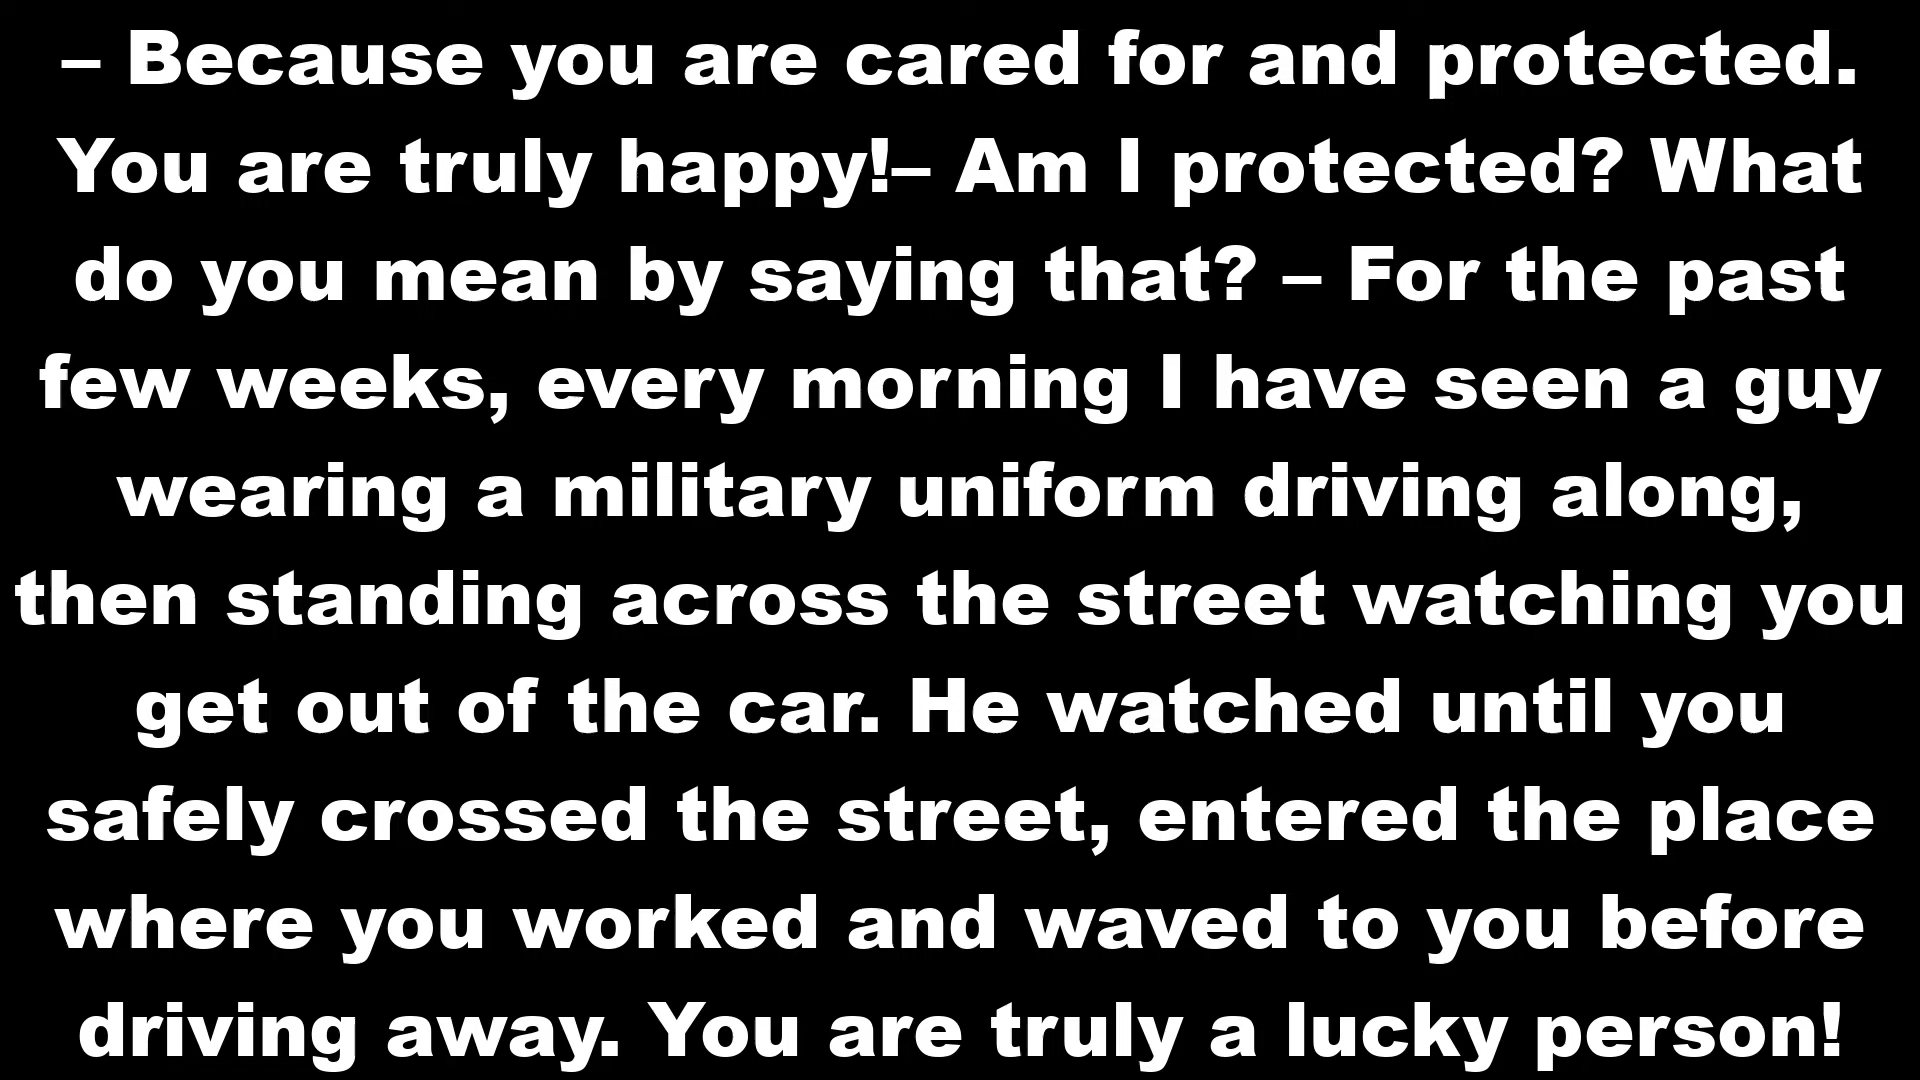 – Because you are cared for and protected.
You are truly happy!– Am I protected? What
do you mean by saying that? – For the past
few weeks, every morning I have seen a guy
wearing a military uniform driving along,
then standing across the street watching you
get out of the car. He watched until you
safely crossed the street, entered the place
where you worked and waved to you before
driving away. You are truly a lucky person!